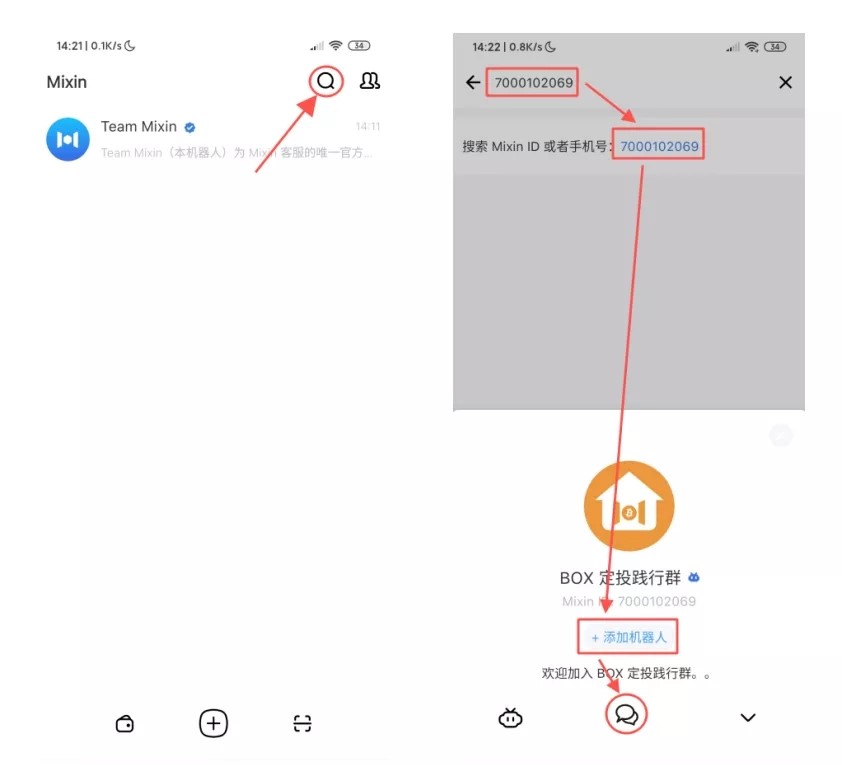 14:21 | 0.1K/s
34
Mixin
Team Mixin
14:11
Team Mixin（本机器人）为 Mixin 客服的唯一官方...
14:22 | 0.8K/s
34
7000102069
搜索 Mixin ID 或者手机号: 7000102069
BOX 定投践行群
Mixin ID: 7000102069
+ 添加机器人
欢迎加入 BOX 定投践行群。。